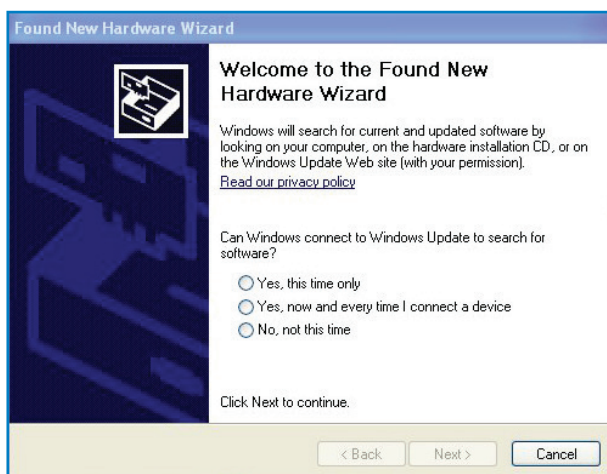 Found New Hardware Wizard
Welcome to the Found New
Hardware Wizard
Windows will search for current and updated software by
looking on your computer, on the hardware installation CD, or on
the Windows Update Web site (with your permission).
Read our privacy policy
Can Windows connect to Windows Update to search for
software?
Yes, this time only
Yes, now and every time I connect a device
No, not this time
Click Next to continue.
< Back Next > Cancel